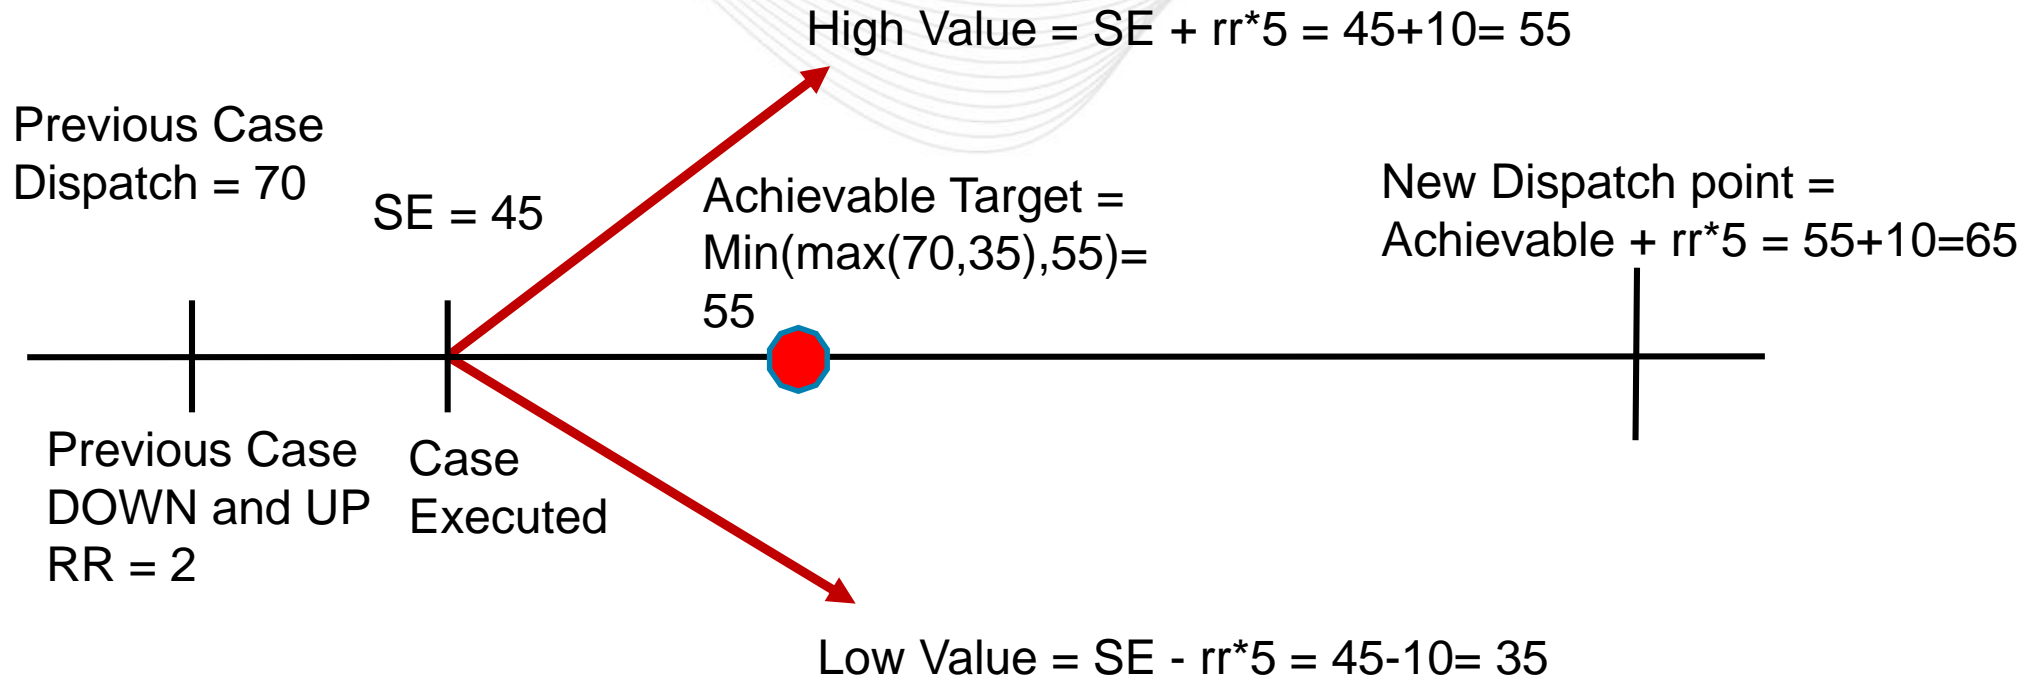 High Value = SE + rr*5 = 45+10= 55
Previous Case
Dispatch = 70
SE = 45
Achievable Target =
Min(max(70,35),55)=
55
New Dispatch point =
Achievable + rr*5 = 55+10=65
Previous Case
DOWN and UP
RR = 2
Case
Executed
Low Value = SE - rr*5 = 45-10= 35